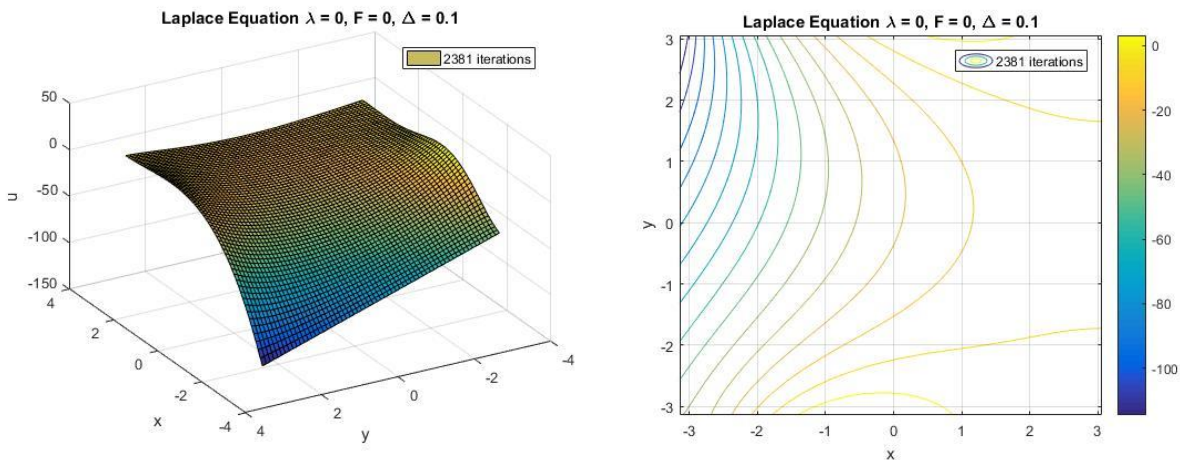 Laplace Equation λ = 0, F = 0, Δ = 0.1
2381 iterations
50
0
-50
-100
-150
u
4
2
0
-2
-4
x
4
2
0
-2
-4
y
Laplace Equation λ = 0, F = 0, Δ = 0.1
2381 iterations
3
2
1
0
-1
-2
-3
y
-3 -2 -1 0 1 2 3
x
0
-20
-40
-60
-80
-100